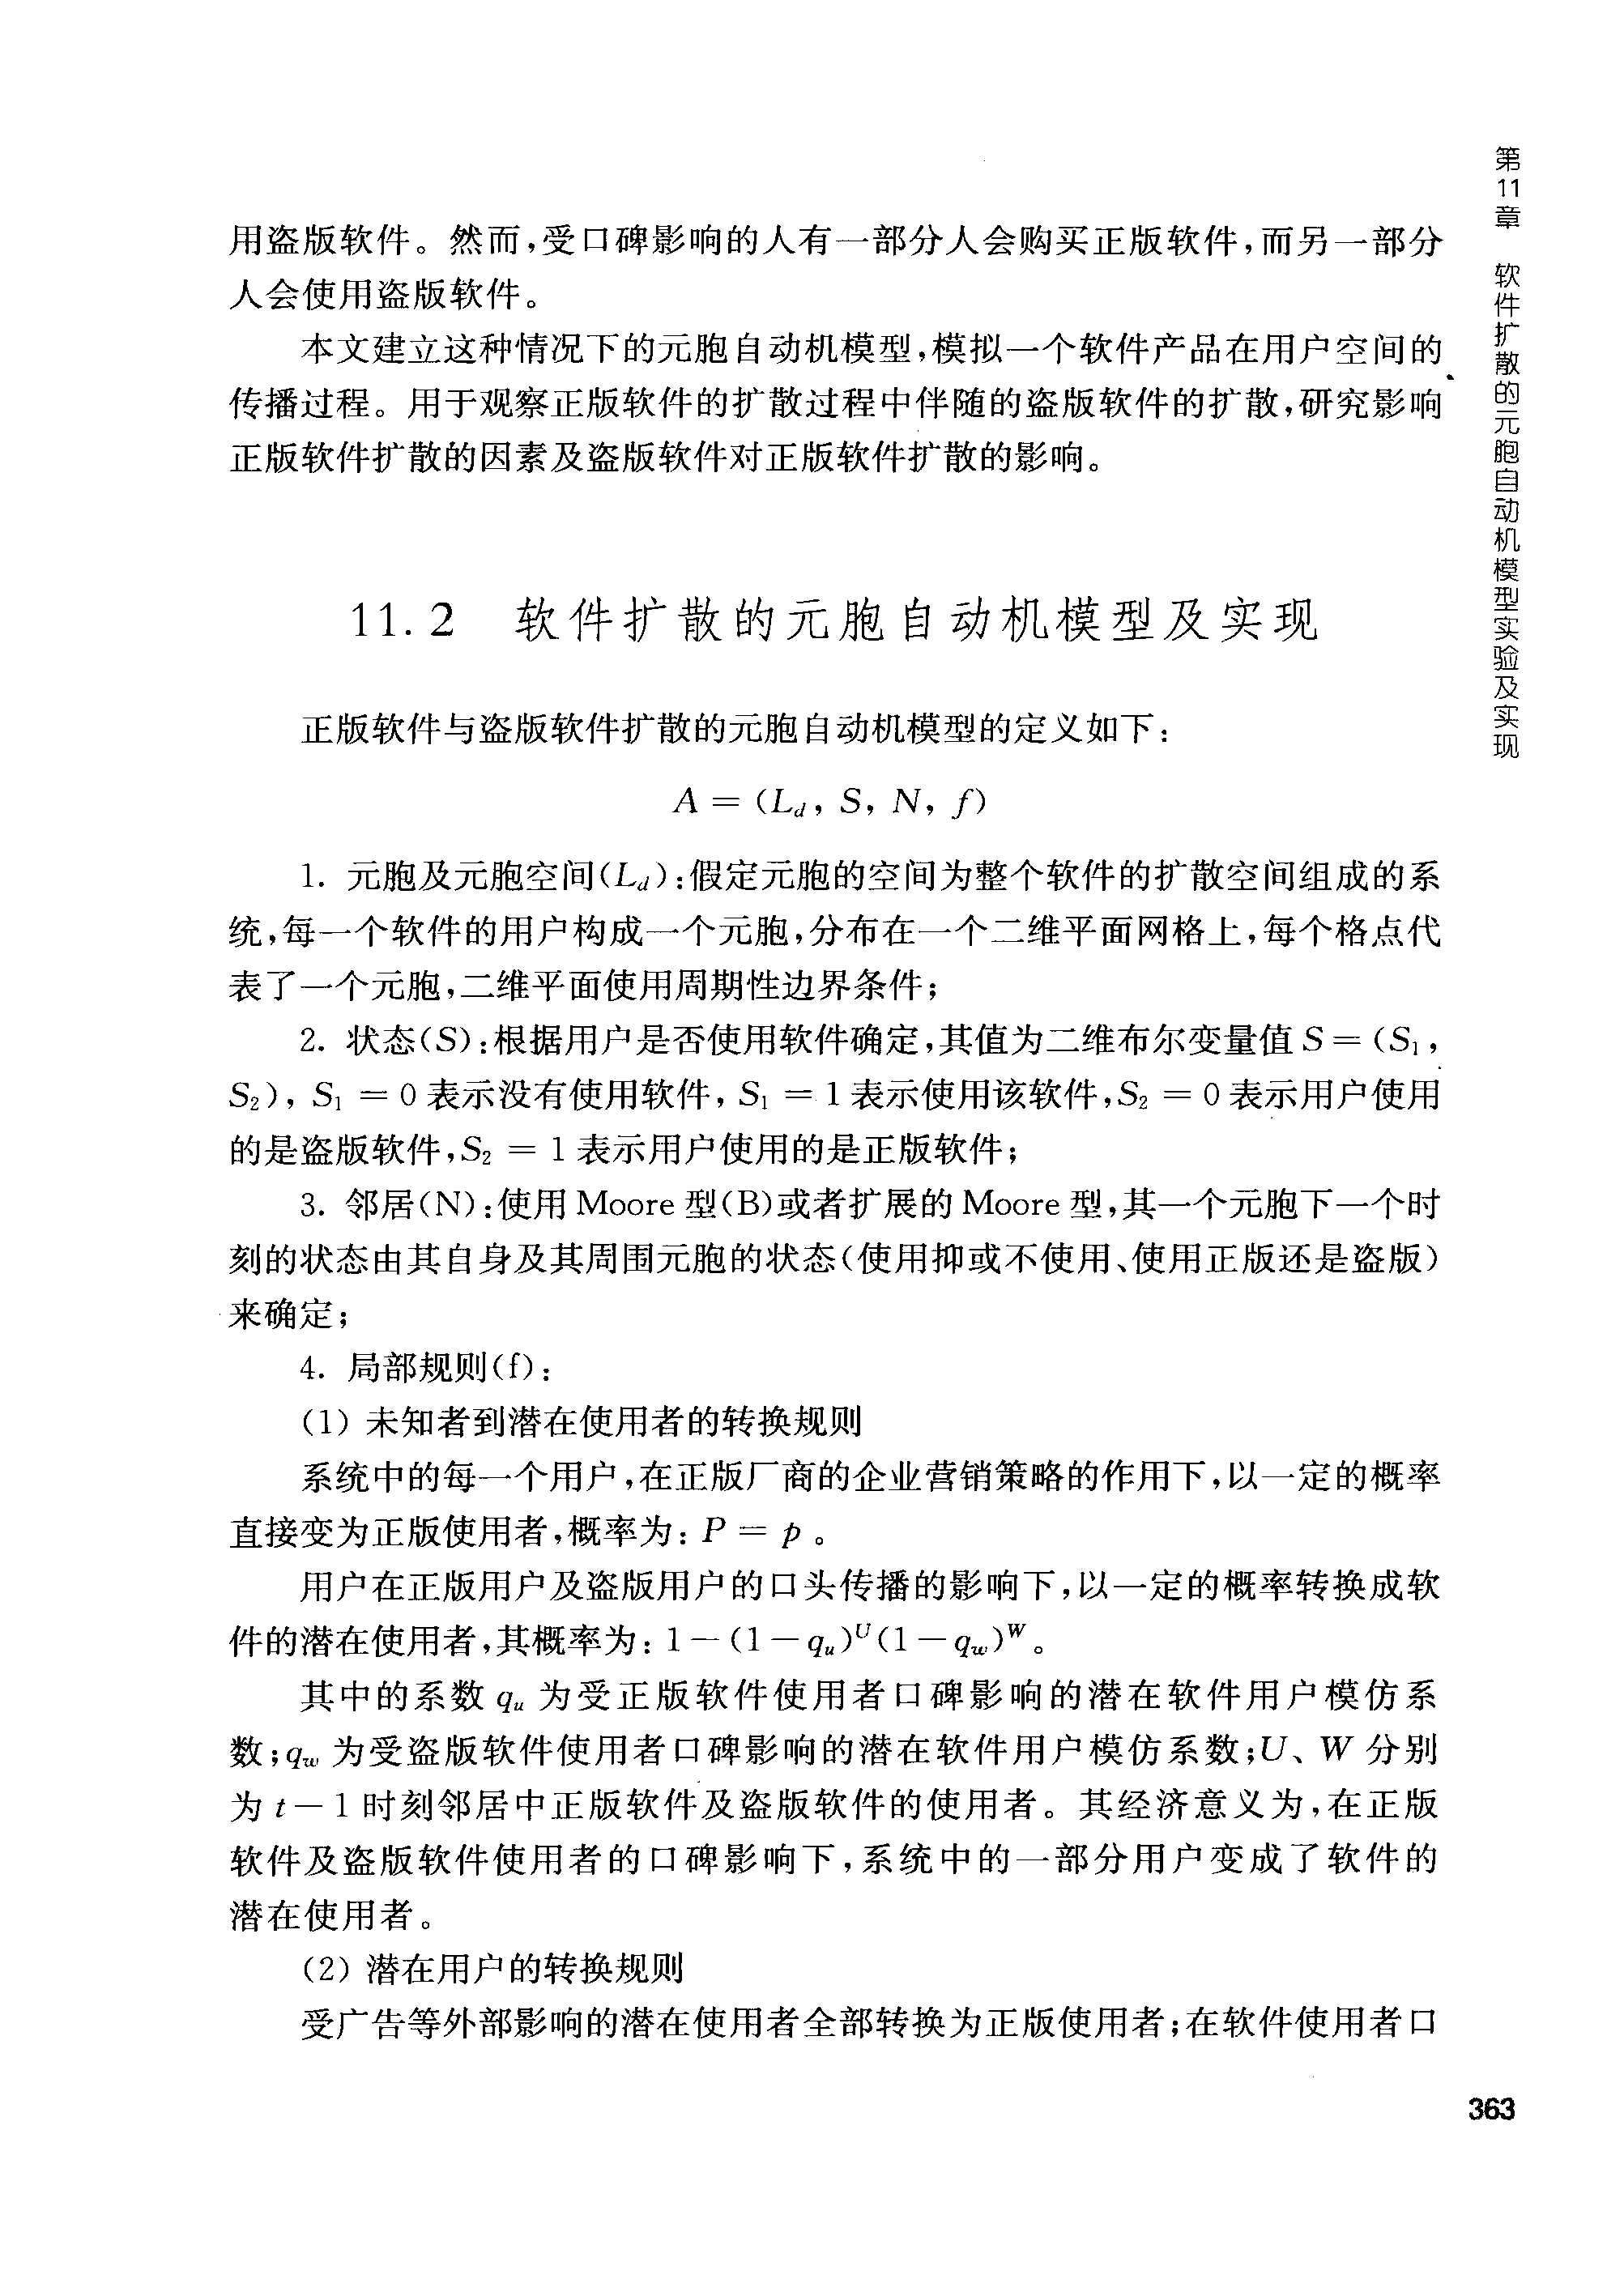 用盗版软件。然而,受口碑影响的人有一部分人会购买正版软件,而另一部分
人会使用盗版软件。
本文建立这种情况下的元胞自动机模型,模拟一个软件产品在用户空间的
传播过程。用于观察正版软件的扩散过程中伴随的盗版软件的扩散,研究影响
正版软件扩散的因素及盗版软件对正版软件扩散的影响。
11.2 软件扩散的元胞自动机模型及实现
正版软件与盗版软件扩散的元胞自动机模型的定义如下:
A = (L_d, S, N, f)
1. 元胞及元胞空间(L_d):假定元胞的空间为整个软件的扩散空间组成的系
统,每一个软件的用户构成一个元胞,分布在一个二维平面网格上,每个格点代
表了一个元胞,二维平面使用周期性边界条件;
2. 状态(S):根据用户是否使用软件确定,其值为二维布尔变量值 S = (S₁,
S₂), S₁ = 0 表示没有使用软件, S₁ = 1 表示使用该软件,S₂ = 0 表示用户使用
的是盗版软件,S₂ = 1 表示用户使用的是正版软件;
3. 邻居(N):使用 Moore 型(B)或者扩展的 Moore 型,其一个元胞下一个时
刻的状态由其自身及其周围元胞的状态(使用抑或不使用、使用正版还是盗版)
来确定;
4. 局部规则(f):
(1) 未知者到潜在使用者的转换规则
系统中的每一个用户,在正版厂商的企业营销策略的作用下,以一定的概率
直接变为正版使用者,概率为: P = p 。
用户在正版用户及盗版用户的口头传播的影响下,以一定的概率转换成软
件的潜在使用者,其概率为: 1 − (1 − q_u)^U (1 − q_w)^W 。
其中的系数 q_u 为受正版软件使用者口碑影响的潜在软件用户模仿系
数;q_w 为受盗版软件使用者口碑影响的潜在软件用户模仿系数;U、W 分别
为 t − 1 时刻邻居中正版软件及盗版软件的使用者。其经济意义为,在正版
软件及盗版软件使用者的口碑影响下,系统中的一部分用户变成了软件的
潜在使用者。
(2) 潜在用户的转换规则
受广告等外部影响的潜在使用者全部转换为正版使用者;在软件使用者口
第11章 软件扩散的元胞自动机模型实验及实现
363